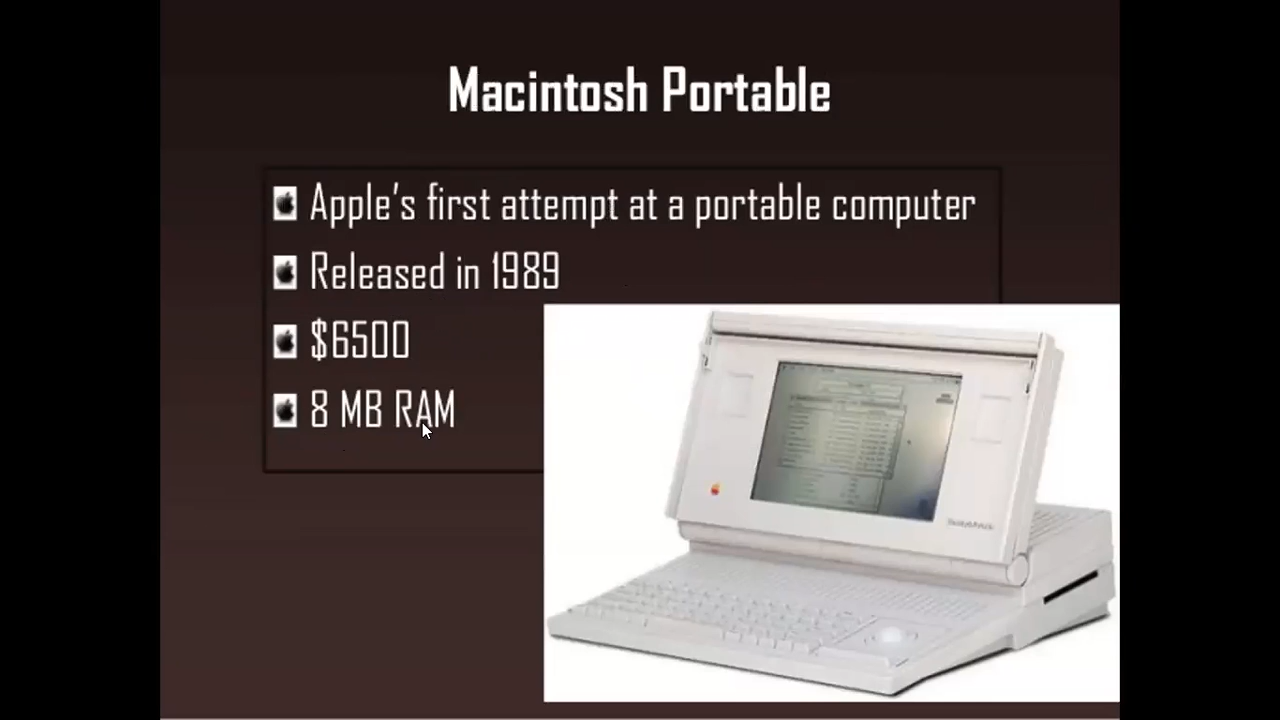 Macintosh Portable
Apple's first attempt at a portable computer
Released in 1989
$6500
8 MB RAM